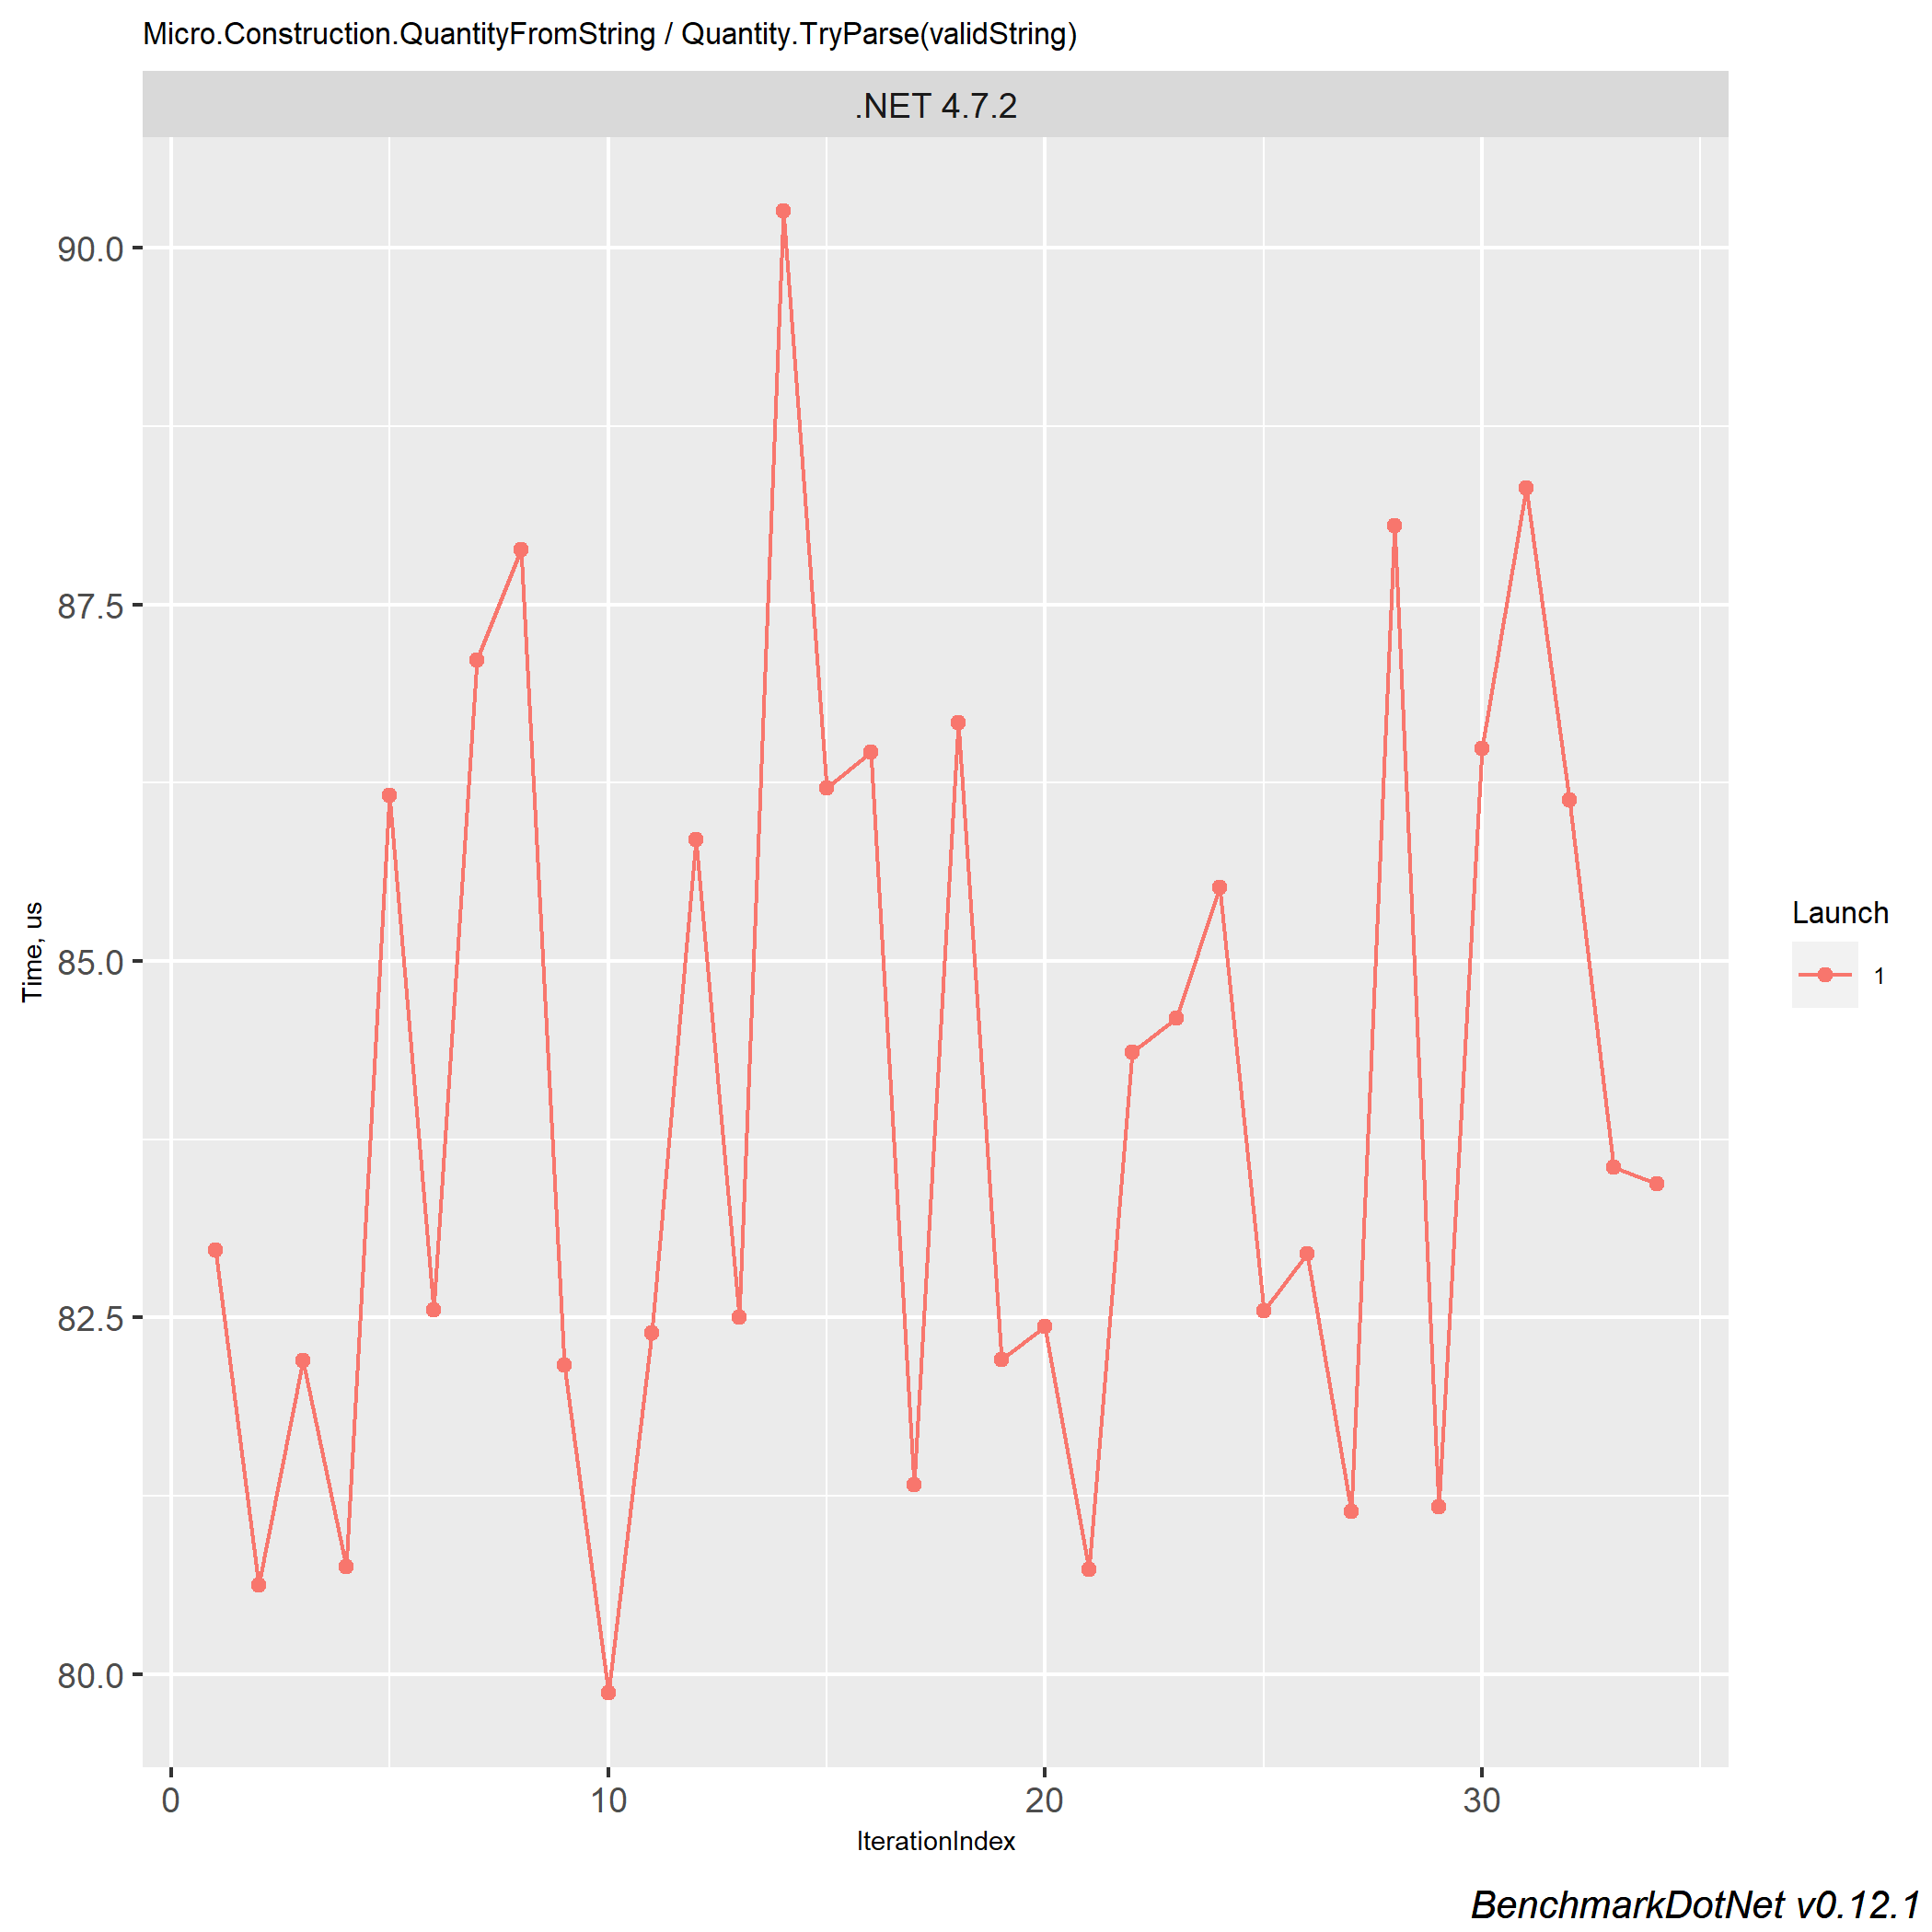 Micro.Construction.QuantityFromString / Quantity.TryParse(validString)
.NET 4.7.2
90.0
87.5
85.0
82.5
80.0
Time, us
0 10 20 30
IterationIndex
Launch
1
BenchmarkDotNet v0.12.1